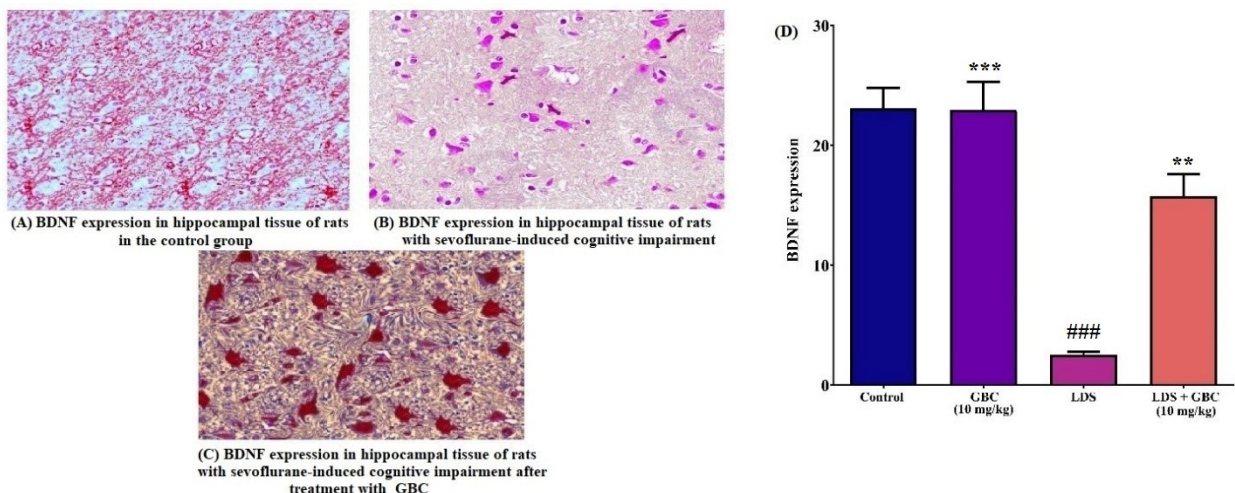 (A) BDNF expression in hippocampal tissue of rats
in the control group
(B) BDNF expression in hippocampal tissue of rats
with sevoflurane-induced cognitive impairment
(C) BDNF expression in hippocampal tissue of rats
with sevoflurane-induced cognitive impairment after
treatment with GBC
(D)
BDNF expression
30
20
10
0
***
###
**
Control
GBC
(10 mg/kg)
LDS
LDS + GBC
(10 mg/kg)